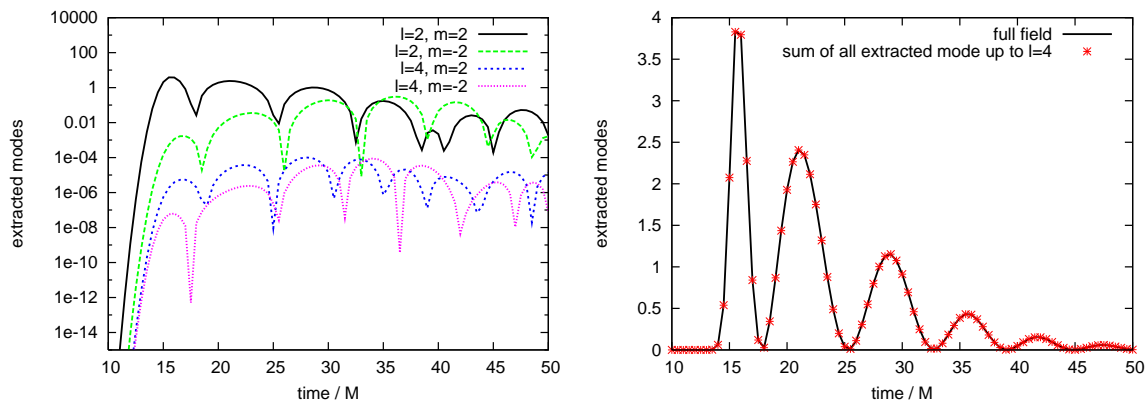 10000
100
1
0.01
1e-04
1e-06
1e-08
1e-10
1e-12
1e-14
extracted modes
10 15 20 25 30 35 40 45 50
time / M
l=2, m=2
l=2, m=-2
l=4, m=2
l=4, m=-2
4
3.5
3
2.5
2
1.5
1
0.5
0
extracted modes
10 15 20 25 30 35 40 45 50
time / M
full field
sum of all extracted mode up to l=4